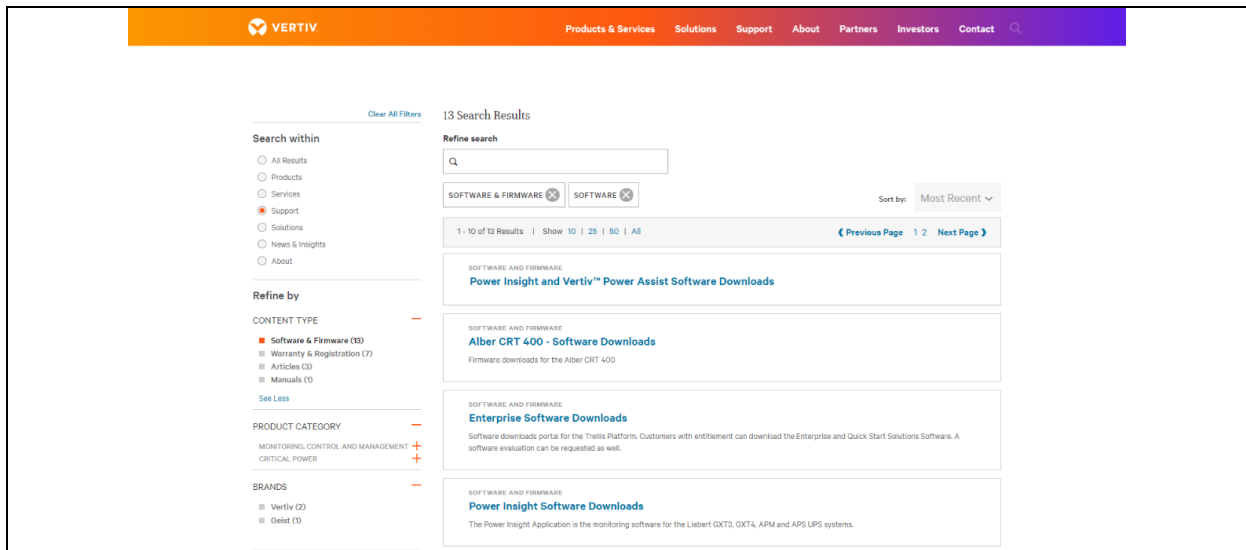 VERTIV.
Products & Services Solutions Support About Partners Investors Contact
Clear All Filters
Search within
All Results
Products
Services
Support
Solutions
News & Insights
About
Refine by
CONTENT TYPE
Software & Firmware (13)
Warranty & Registration (7)
Articles (3)
Manuals (1)
See Less
PRODUCT CATEGORY
MONITORING, CONTROL AND MANAGEMENT
CRITICAL POWER
BRANDS
Vertiv (2)
Geist (1)
13 Search Results
Refine search
SOFTWARE & FIRMWARE SOFTWARE
Sort by: Most Recent
1 - 10 of 13 Results | Show 10 | 25 | 50 | All Previous Page 1 2 Next Page
SOFTWARE AND FIRMWARE
Power Insight and Vertiv™ Power Assist Software Downloads
SOFTWARE AND FIRMWARE
Alber CRT 400 - Software Downloads
Firmware downloads for the Alber CRT 400
SOFTWARE AND FIRMWARE
Enterprise Software Downloads
Software downloads portal for the Trellis Platform. Customers with entitlement can download the Enterprise and Quick Start Solutions Software. A
software evaluation can be requested as well.
SOFTWARE AND FIRMWARE
Power Insight Software Downloads
The Power Insight Application is the monitoring software for the Liebert GXT3, GXT4, APM and APS UPS systems.